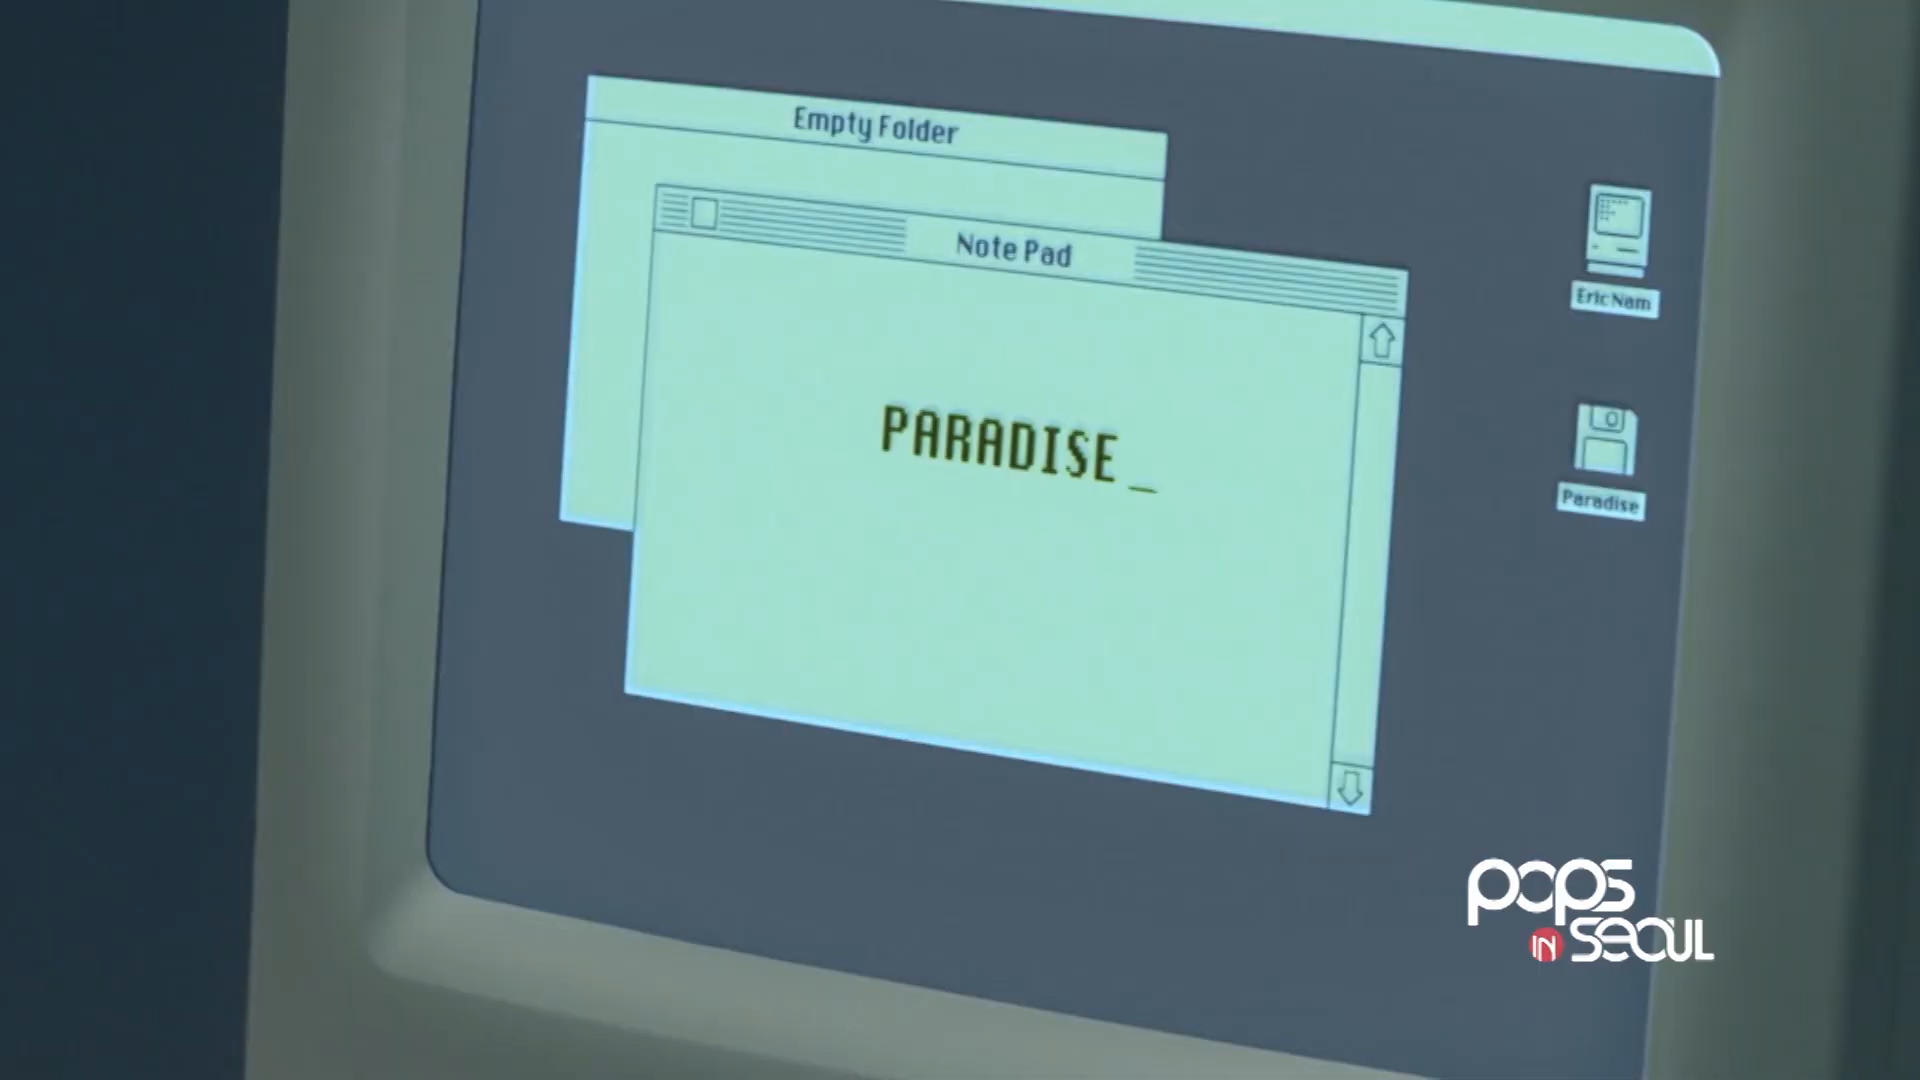 Empty Folder
Note Pad
PARADISE_
Eric Nam
Paradise
pops
IN SEOUL